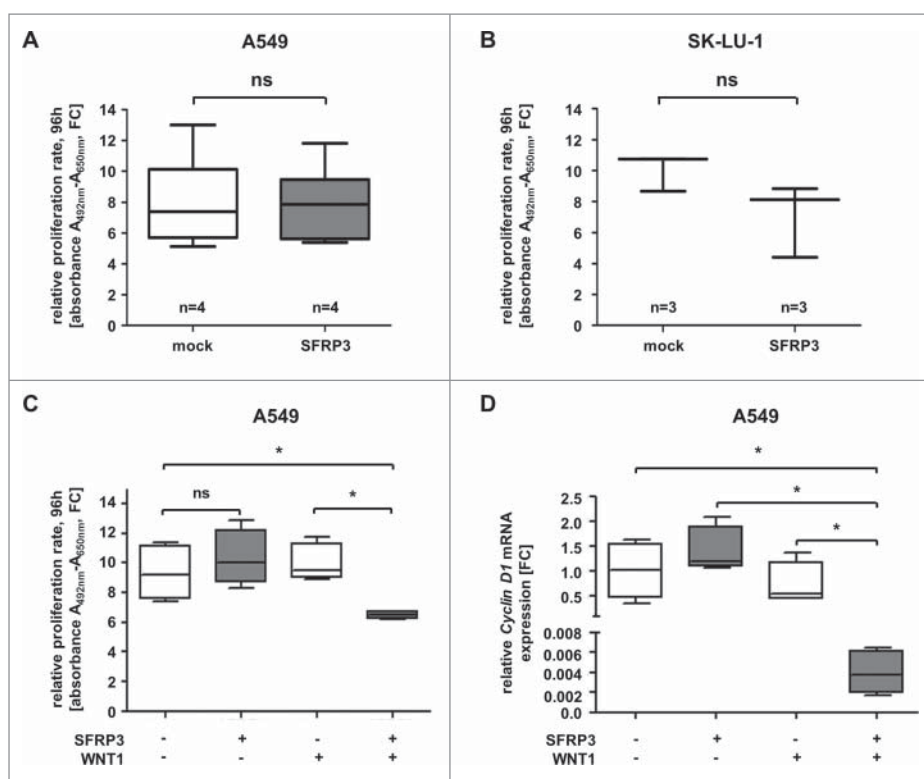 A
A549
ns
relative proliferation rate, 96h
[absorbance A492nm-A650nm, FC]
14
12
10
8
6
4
2
0
n=4
n=4
mock
SFRP3
B
SK-LU-1
ns
relative proliferation rate, 96h
[absorbance A492nm-A650nm, FC]
14
12
10
8
6
4
2
0
n=3
n=3
mock
SFRP3
C
A549
*
ns
*
relative proliferation rate, 96h
[absorbance A492nm-A650nm, FC]
14
12
10
8
6
4
2
0
SFRP3 - + - +
WNT1 - - + +
D
A549
*
*
*
relative Cyclin D1 mRNA
expression [FC]
2.5
2.0
1.5
1.0
0.5
0.008
0.006
0.004
0.002
0.0
SFRP3 - + - +
WNT1 - - + +